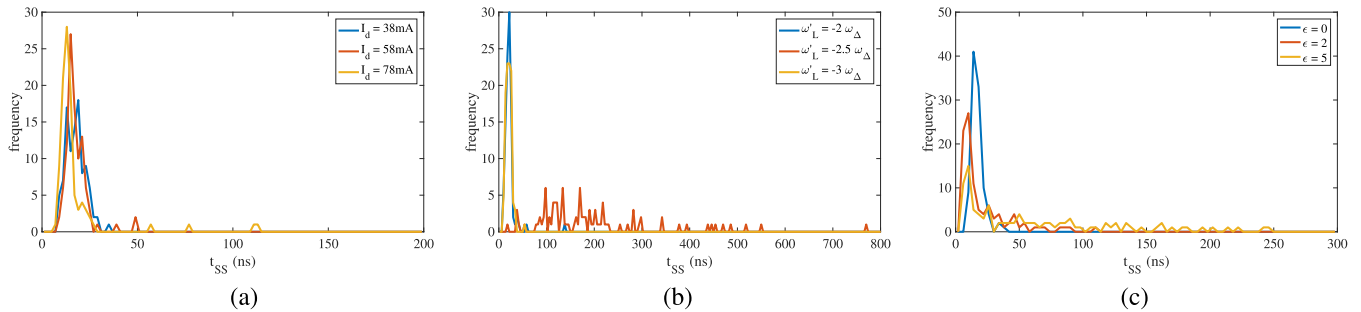 30
25
20
15
10
5
0
frequency
0 50 100 150 200
t_SS (ns)
I_d = 38mA
I_d = 58mA
I_d = 78mA
(a)
30
25
20
15
10
5
0
frequency
0 100 200 300 400 500 600 700 800
t_SS (ns)
ω'_L = -2 ω_Δ
ω'_L = -2.5 ω_Δ
ω'_L = -3 ω_Δ
(b)
50
40
30
20
10
0
frequency
0 50 100 150 200 250 300
t_SS (ns)
ϵ = 0
ϵ = 2
ϵ = 5
(c)